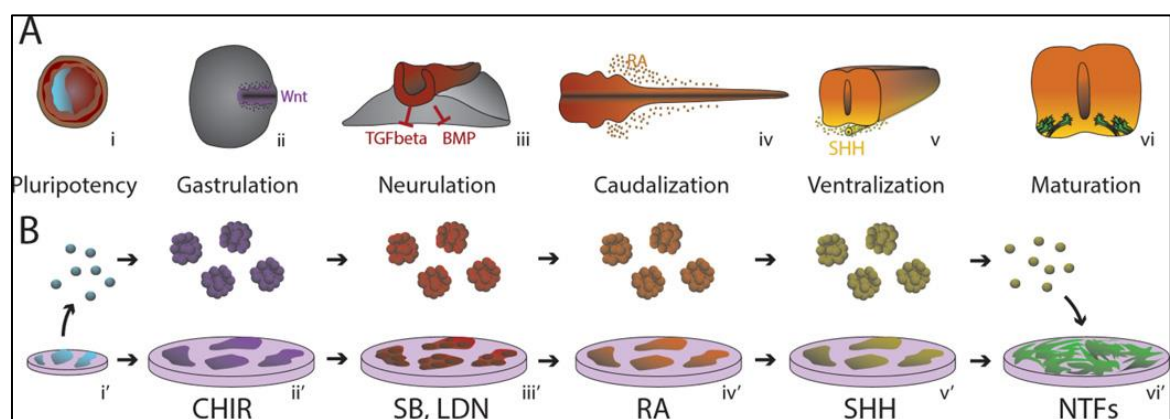 A
i
Wnt
ii
TGFbeta BMP
iii
RA
iv
SHH
v
vi
Pluripotency Gastrulation Neurulation Caudalization Ventralization Maturation
B
i' ii' iii' iv' v' vi'
CHIR SB, LDN RA SHH NTFs